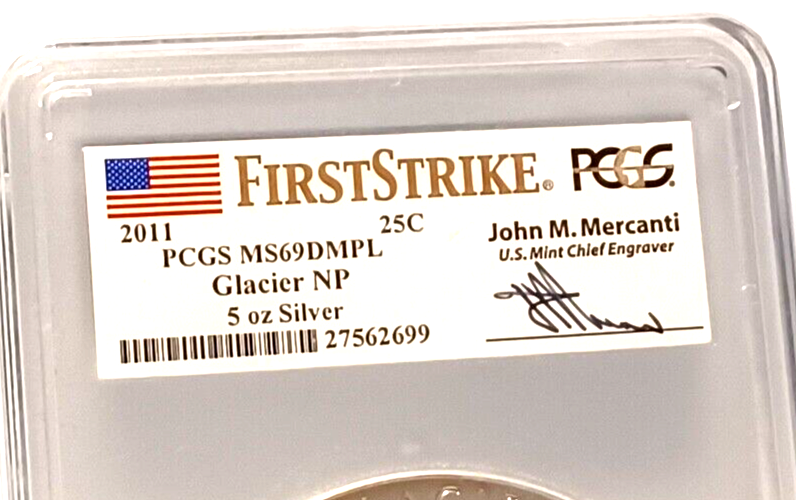 FIRSTSTRIKE® PCGS.
2011 25C
PCGS MS69DMPL
Glacier NP
5 oz Silver
27562699
John M. Mercanti
U.S. Mint Chief Engraver